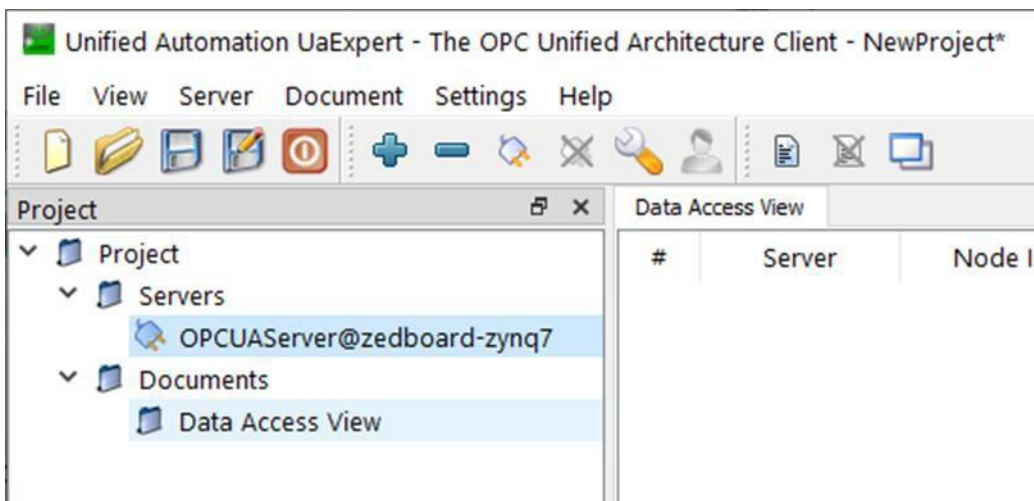 Unified Automation UaExpert - The OPC Unified Architecture Client - NewProject*
File View Server Document Settings Help
Project
Data Access View
Project
# Server Node I
Servers
OPCUAServer@zedboard-zynq7
Documents
Data Access View